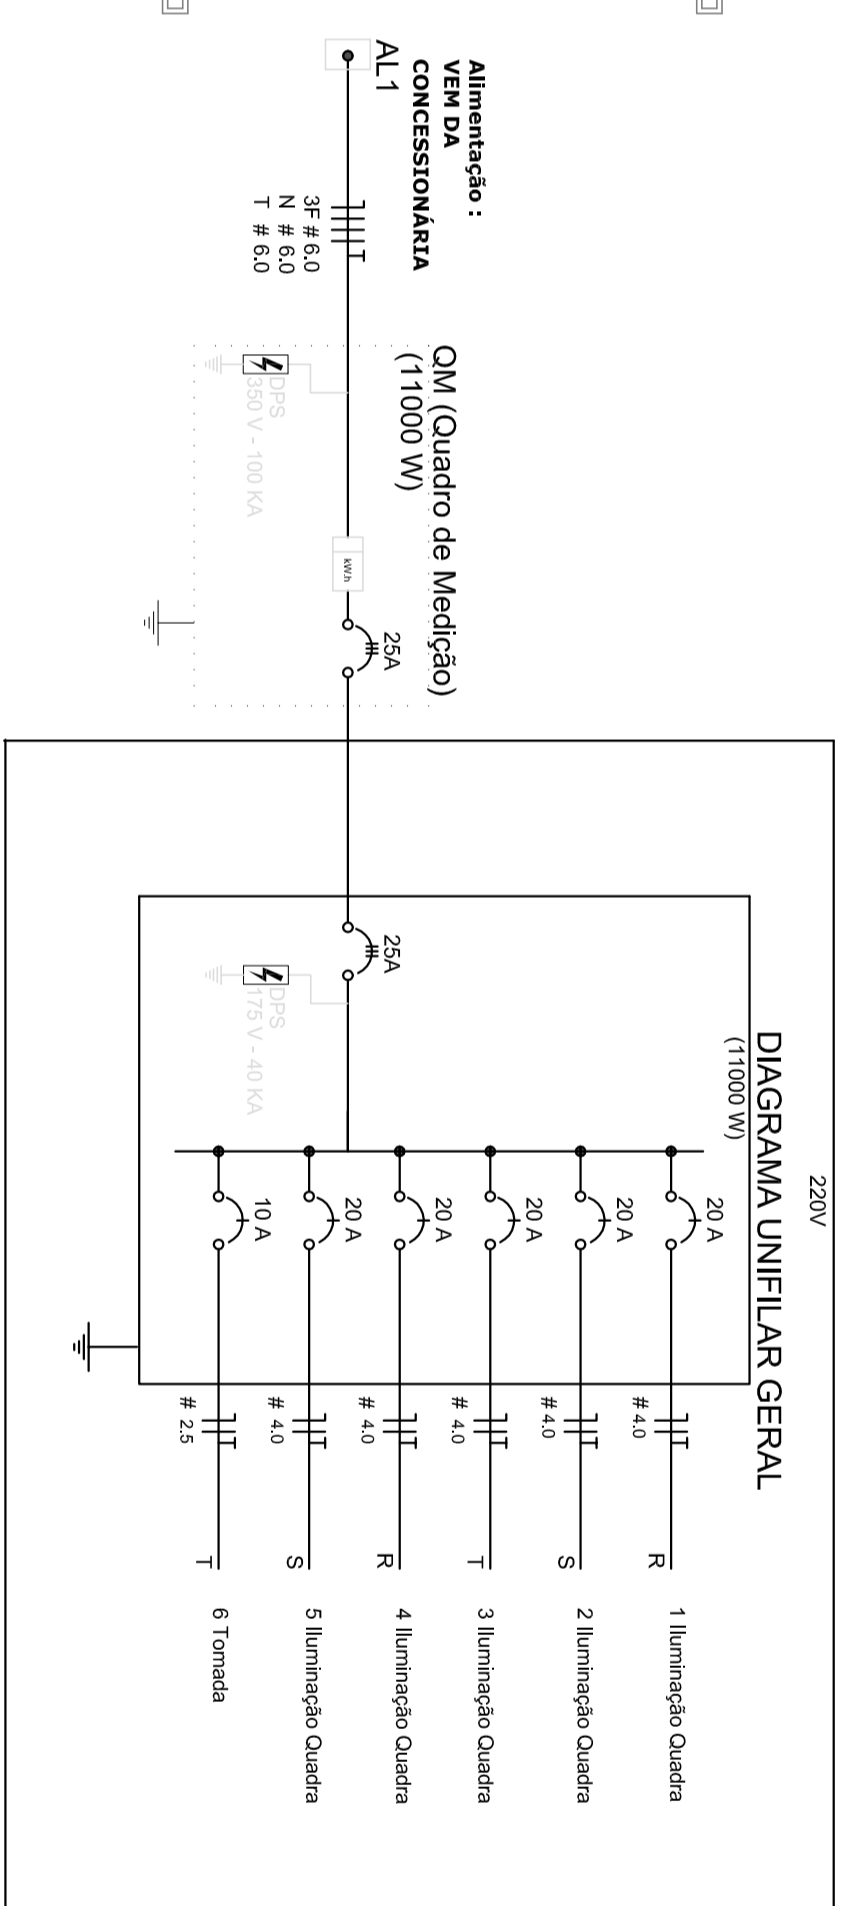 Alimentação :
VEM DA
CONCESSIONÁRIA
AL1
3F # 6.0
N # 6.0
T # 6.0
QM (Quadro de Medição)
(11000 W)
DPS
350 V - 100 KA
kW.h
25A
220V
DIAGRAMA UNIFILAR GERAL
(11000 W)
25A
DPS
175 V - 40 KA
20 A
# 4.0
R
1 Iluminação Quadra
20 A
# 4.0
S
2 Iluminação Quadra
20 A
# 4.0
T
3 Iluminação Quadra
20 A
# 4.0
R
4 Iluminação Quadra
20 A
# 4.0
S
5 Iluminação Quadra
10 A
# 2.5
T
6 Tomada